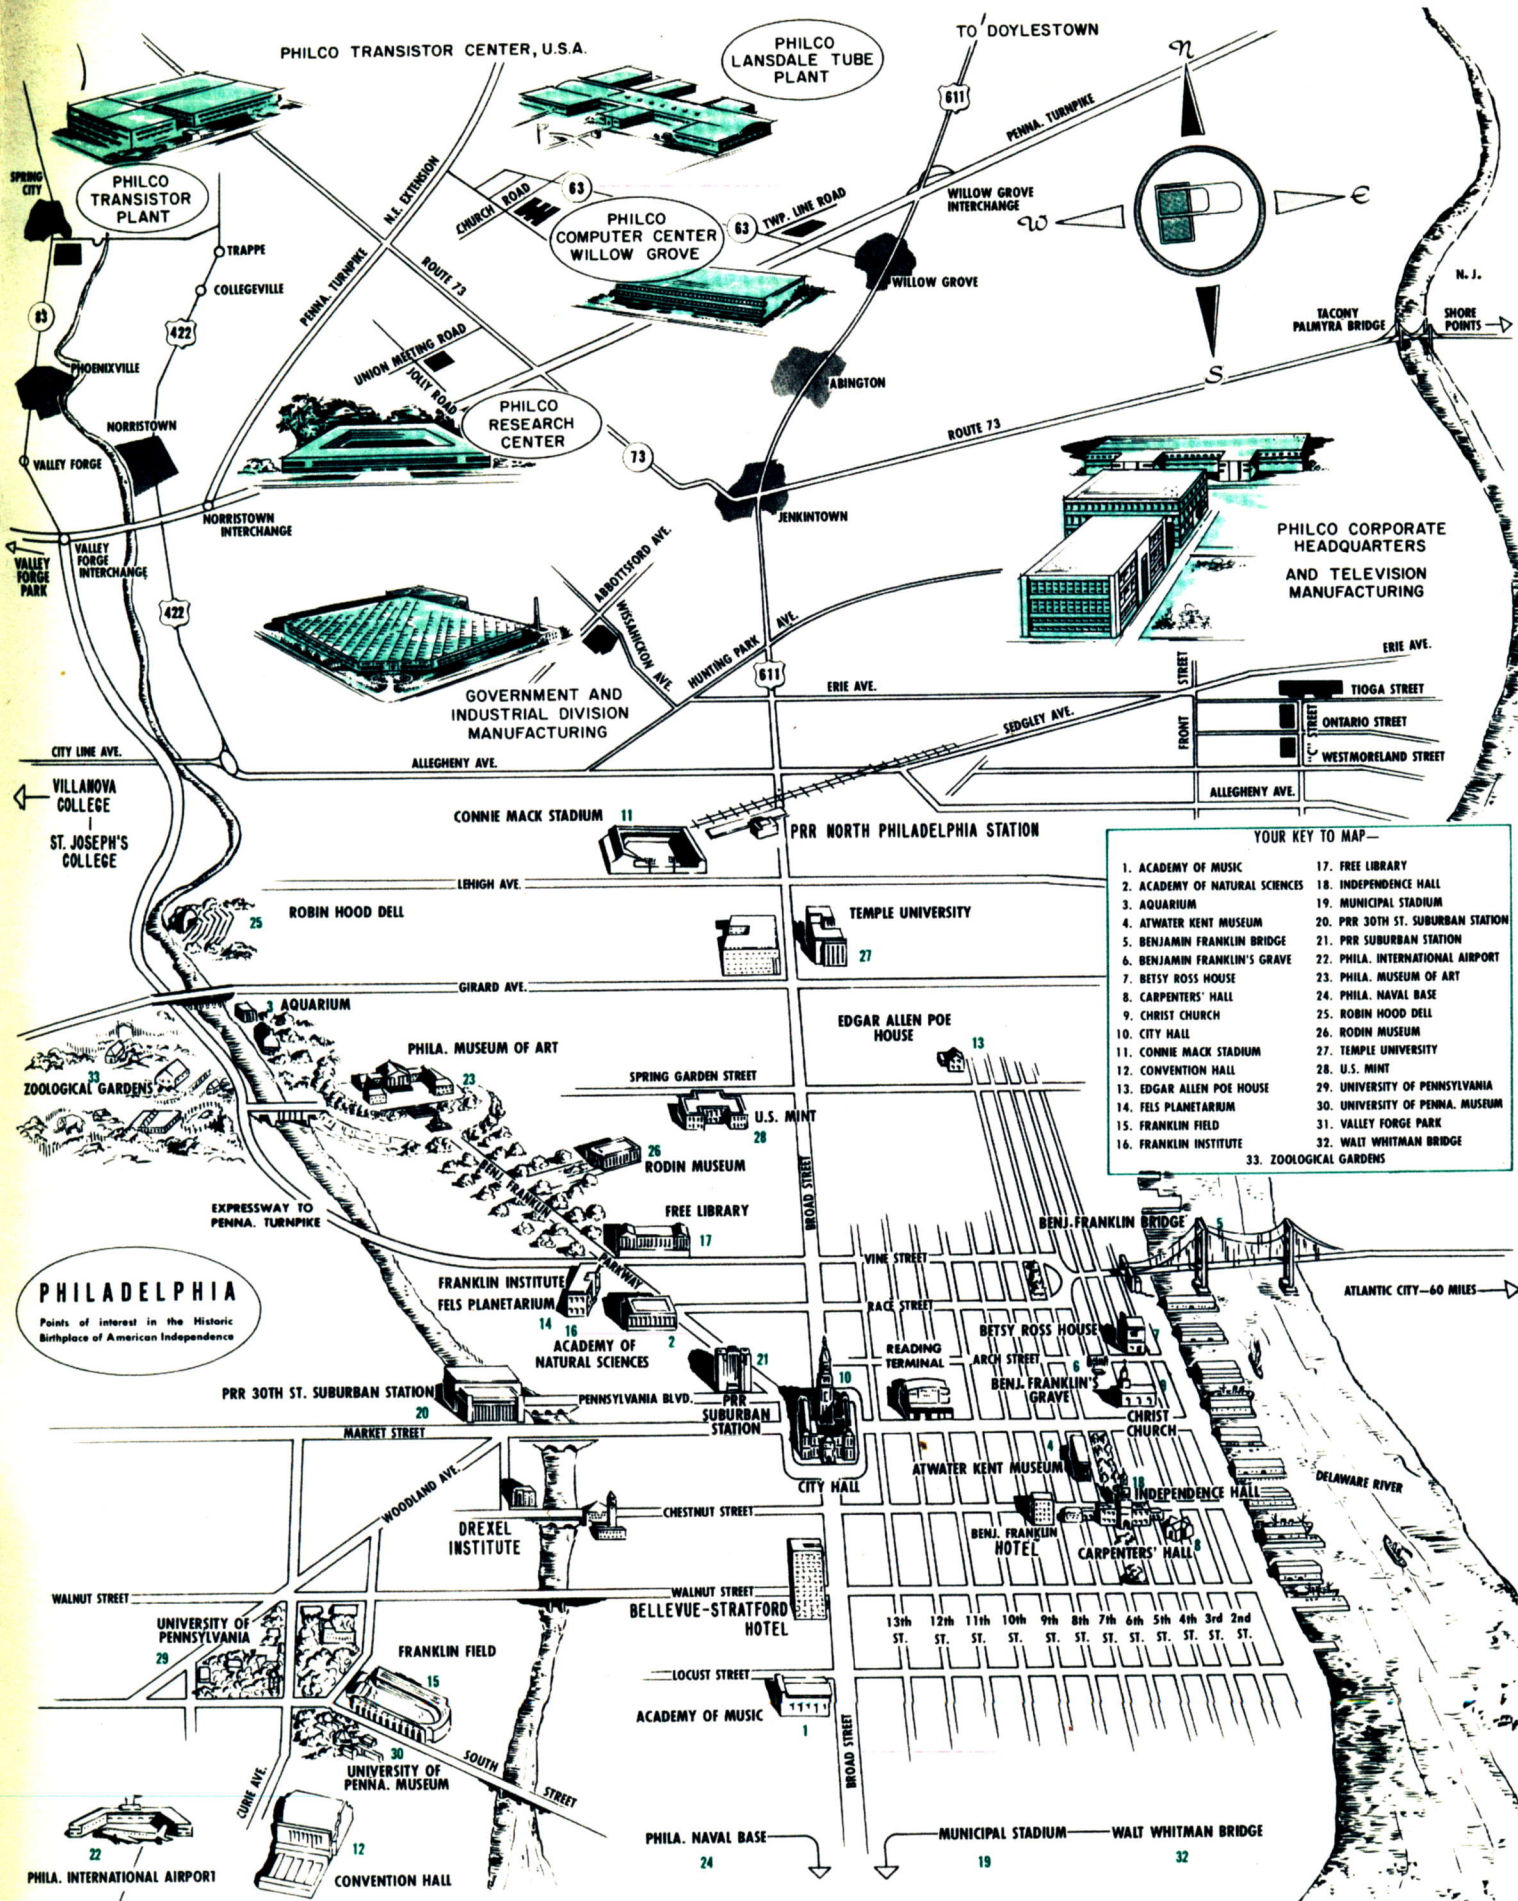 TO DOYLESTOWN
PHILCO TRANSISTOR CENTER, U.S.A.
PHILCO
LANSDALE TUBE
PLANT
N
611
PENNA. TURNPIKE
SPRING
CITY
PHILCO
TRANSISTOR
PLANT
N.E. EXTENSION
CHURCH ROAD
63
PHILCO
COMPUTER CENTER
WILLOW GROVE
63
TWP. LINE ROAD
WILLOW GROVE
INTERCHANGE
W
E
TRAPPE
COLLEGEVILLE
PENNA. TURNPIKE
ROUTE 73
WILLOW GROVE
N.J.
83
422
TACONY
PALMYRA BRIDGE
SHORE
POINTS
UNION MEETING ROAD
JOLLY ROAD
PHOENIXVILLE
ABINGTON
S
NORRISTOWN
PHILCO
RESEARCH
CENTER
ROUTE 73
73
VALLEY FORGE
JENKINTOWN
NORRISTOWN
INTERCHANGE
PHILCO CORPORATE
HEADQUARTERS
AND TELEVISION
MANUFACTURING
VALLEY
FORGE
PARK
VALLEY
FORGE
INTERCHANGE
422
ABBOTTSFORD AVE.
WISSAHICKON AVE.
HUNTING PARK AVE.
611
GOVERNMENT AND
INDUSTRIAL DIVISION
MANUFACTURING
ERIE AVE.
ERIE AVE.
FRONT STREET
SEDGLEY AVE.
TIOGA STREET
"C" STREET
ONTARIO STREET
WESTMORELAND STREET
CITY LINE AVE.
ALLEGHENY AVE.
ALLEGHENY AVE.
VILLANOVA
COLLEGE
ST. JOSEPH'S
COLLEGE
CONNIE MACK STADIUM
11
PRR NORTH PHILADELPHIA STATION
YOUR KEY TO MAP—
1. ACADEMY OF MUSIC
2. ACADEMY OF NATURAL SCIENCES
3. AQUARIUM
4. ATWATER KENT MUSEUM
5. BENJAMIN FRANKLIN BRIDGE
6. BENJAMIN FRANKLIN'S GRAVE
7. BETSY ROSS HOUSE
8. CARPENTERS' HALL
9. CHRIST CHURCH
10. CITY HALL
11. CONNIE MACK STADIUM
12. CONVENTION HALL
13. EDGAR ALLEN POE HOUSE
14. FELS PLANETARIUM
15. FRANKLIN FIELD
16. FRANKLIN INSTITUTE
17. FREE LIBRARY
18. INDEPENDENCE HALL
19. MUNICIPAL STADIUM
20. PRR 30TH ST. SUBURBAN STATION
21. PRR SUBURBAN STATION
22. PHILA. INTERNATIONAL AIRPORT
23. PHILA. MUSEUM OF ART
24. PHILA. NAVAL BASE
25. ROBIN HOOD DELL
26. RODIN MUSEUM
27. TEMPLE UNIVERSITY
28. U.S. MINT
29. UNIVERSITY OF PENNSYLVANIA
30. UNIVERSITY OF PENNA. MUSEUM
31. VALLEY FORGE PARK
32. WALT WHITMAN BRIDGE
33. ZOOLOGICAL GARDENS
LEHIGH AVE.
ROBIN HOOD DELL
25
TEMPLE UNIVERSITY
27
GIRARD AVE.
3 AQUARIUM
EDGAR ALLEN POE
HOUSE
13
PHILA. MUSEUM OF ART
23
33
ZOOLOGICAL GARDENS
SPRING GARDEN STREET
U.S. MINT
28
26
RODIN MUSEUM
BENJ. FRANKLIN
PARKWAY
BROAD STREET
EXPRESSWAY TO
PENNA. TURNPIKE
FREE LIBRARY
17
BENJ. FRANKLIN BRIDGE
5
VINE STREET
PHILADELPHIA
Points of interest in the Historic
Birthplace of American Independence
FRANKLIN INSTITUTE
FELS PLANETARIUM
14
16
ATLANTIC CITY—60 MILES
RACE STREET
ACADEMY OF
NATURAL SCIENCES
2
BETSY ROSS HOUSE
7
READING
TERMINAL
ARCH STREET
6
BENJ. FRANKLIN'S
GRAVE
9
21
10
PRR 30TH ST. SUBURBAN STATION
20
PENNSYLVANIA BLVD.
PRR
SUBURBAN
STATION
CHRIST
CHURCH
MARKET STREET
4
ATWATER KENT MUSEUM
CITY HALL
18
INDEPENDENCE HALL
DELAWARE RIVER
WOODLAND AVE.
CHESTNUT STREET
DREXEL
INSTITUTE
BENJ. FRANKLIN
HOTEL
CARPENTERS' HALL
8
WALNUT STREET
WALNUT STREET
BELLEVUE-STRATFORD
HOTEL
13th
ST.
12th
ST.
11th
ST.
10th
ST.
9th
ST.
8th
ST.
7th
ST.
6th
ST.
5th
ST.
4th
ST.
3rd
ST.
2nd
ST.
UNIVERSITY OF
PENNSYLVANIA
29
FRANKLIN FIELD
15
LOCUST STREET
ACADEMY OF MUSIC
1
BROAD STREET
30
UNIVERSITY OF
PENNA. MUSEUM
SOUTH STREET
CURIE AVE.
22
PHILA. INTERNATIONAL AIRPORT
12
CONVENTION HALL
PHILA. NAVAL BASE
24
MUNICIPAL STADIUM
19
WALT WHITMAN BRIDGE
32